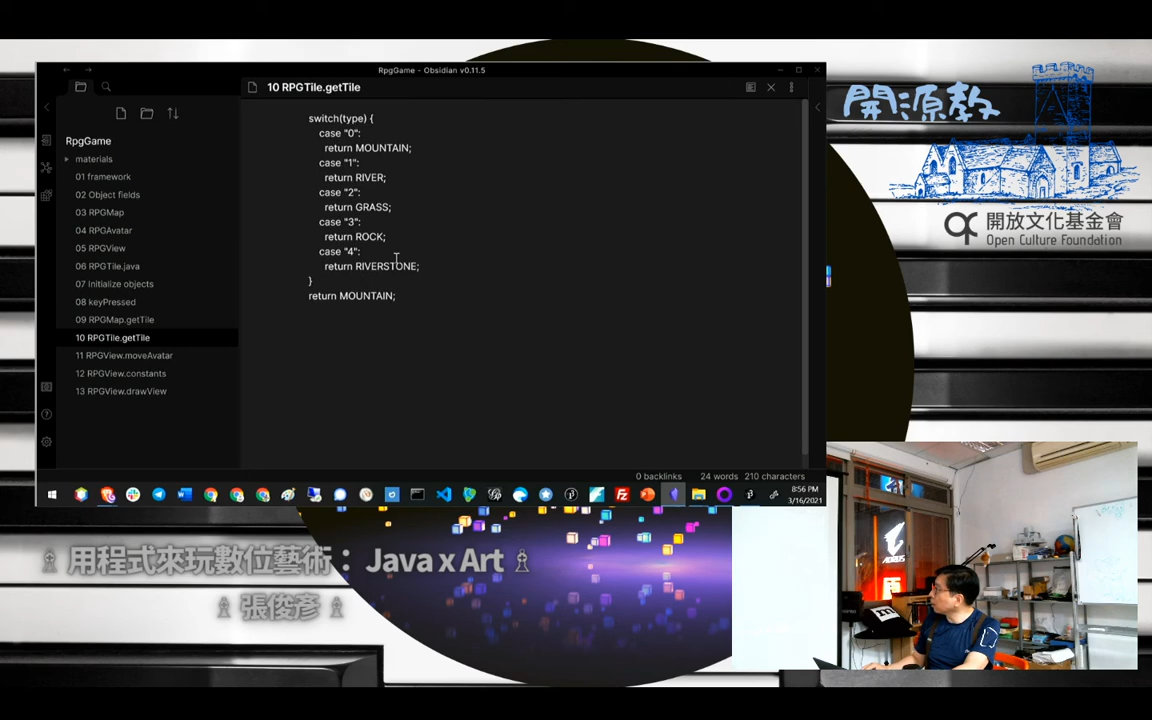 RpgGame - Obsidian v0.11.5
10 RPGTile.getTile
RpgGame
materials
01 framework
02 Object fields
03 RPGMap
04 RPGAvatar
05 RPGView
06 RPGTile.java
07 Initialize objects
08 keyPressed
09 RPGMap.getTile
10 RPGTile.getTile
11 RPGView.moveAvatar
12 RPGView.constants
13 RPGView.drawView
switch(type) {
case "0":
return MOUNTAIN;
case "1":
return RIVER;
case "2":
return GRASS;
case "3":
return ROCK;
case "4":
return RIVERSTONE;
}
return MOUNTAIN;
0 backlinks
24 words
210 characters
8:56 PM
3/16/2021
開源教
開放文化基金會
Open Culture Foundation
用程式來玩數位藝術： Java x Art
張俊彥
AORUS